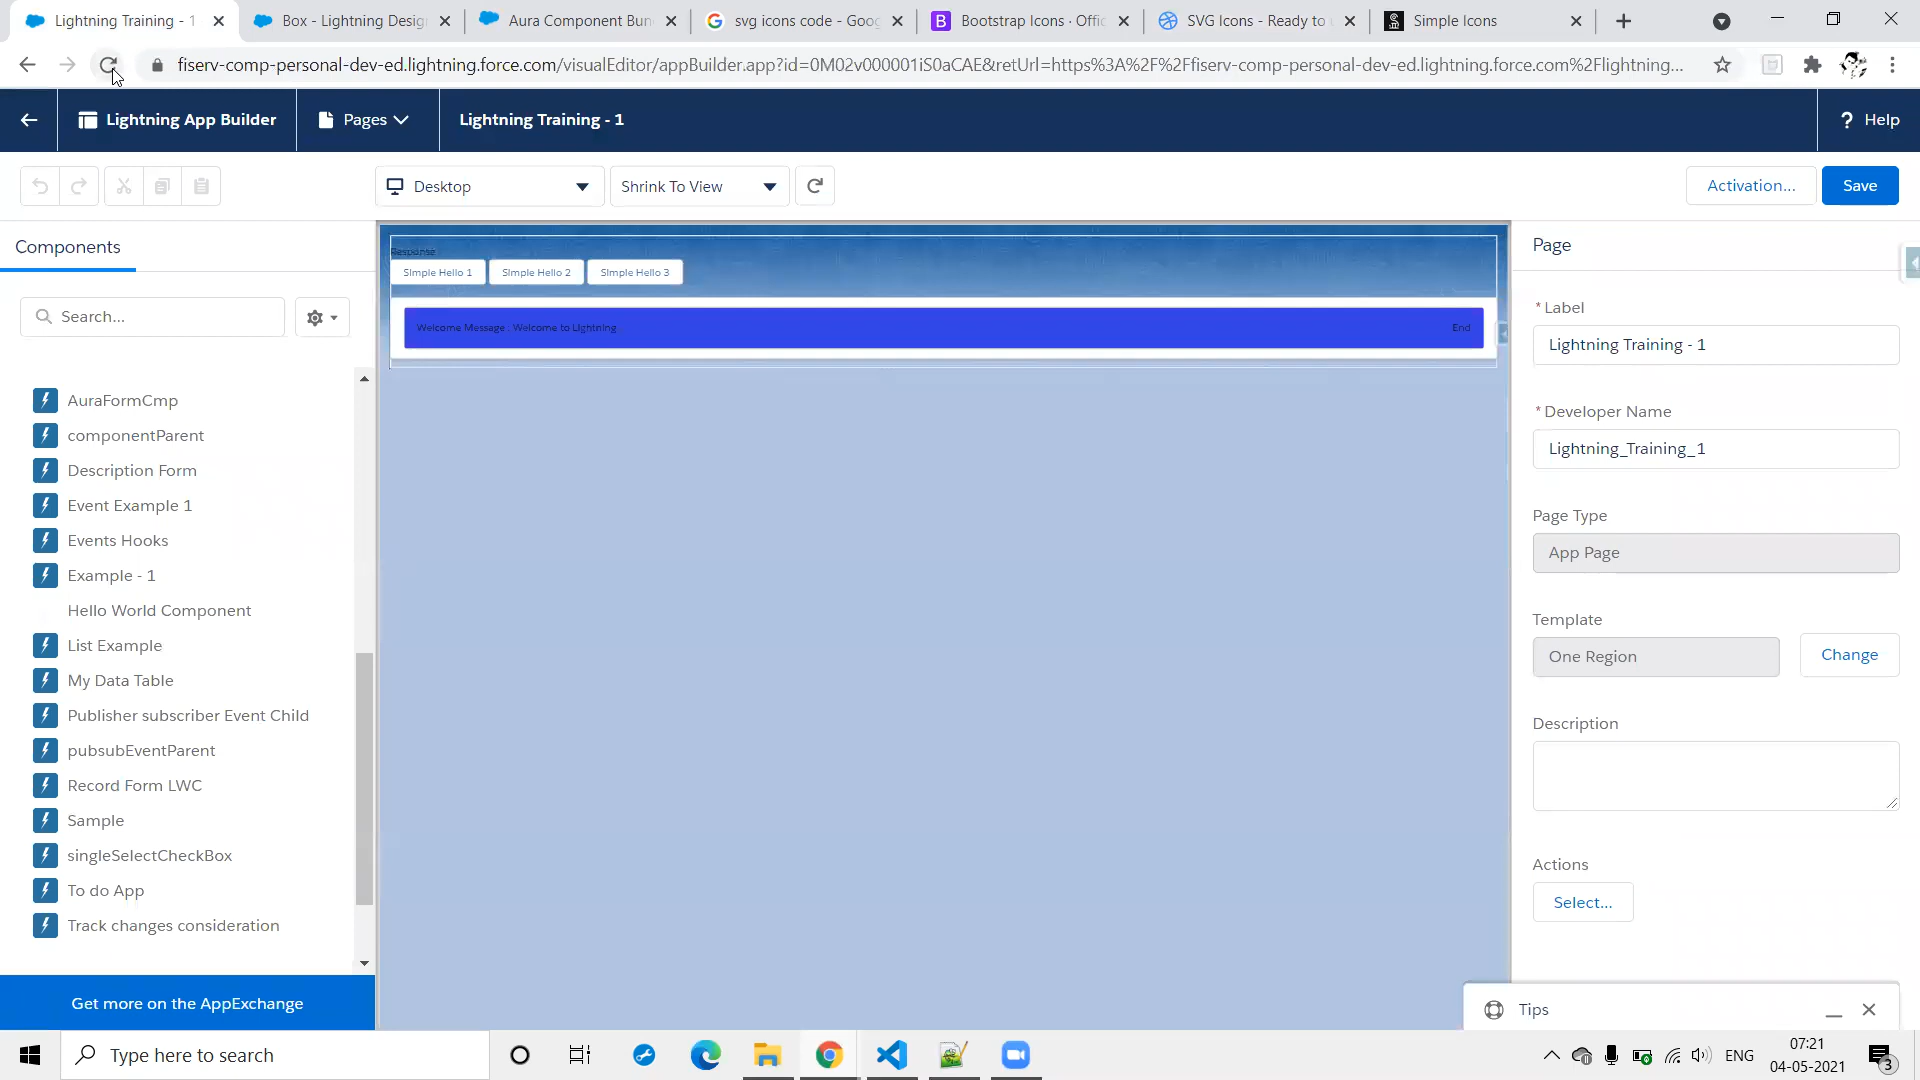 Lightning Training - 1
Box - Lightning Desig
Aura Component Bun
svg icons code - Goo
Bootstrap Icons · Offi
SVG Icons - Ready to
Simple Icons
fiserv-comp-personal-dev-ed.lightning.force.com/visualEditor/appBuilder.app?id=0M02v000001iS0aCAE&retUrl=https%3A%2F%2Ffiserv-comp-personal-dev-ed.lightning.force.com%2Flightning...
Lightning App Builder
Pages
Lightning Training - 1
? Help
Desktop
Shrink To View
Activation...
Save
Components
Search...
AuraFormCmp
componentParent
Description Form
Event Example 1
Events Hooks
Example - 1
Hello World Component
List Example
My Data Table
Publisher subscriber Event Child
pubsubEventParent
Record Form LWC
Sample
singleSelectCheckBox
To do App
Track changes consideration
Get more on the AppExchange
Response
SImple Hello 1
SImple Hello 2
SImple Hello 3
Welcome Message : Welcome to Lightning
End
Page
* Label
Lightning Training - 1
* Developer Name
Lightning_Training_1
Page Type
App Page
Template
One Region
Change
Description
Actions
Select...
Tips
Type here to search
ENG
07:21
04-05-2021
3